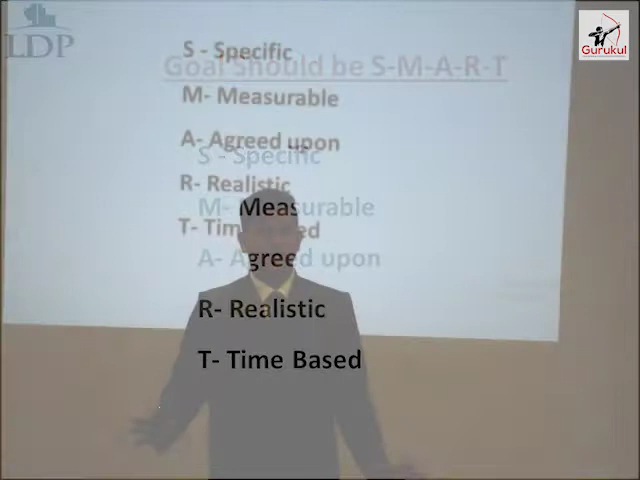 LDP
Gurukul
Goal Should be S-M-A-R-T
S - Specific
M- Measurable
A- Agreed upon
R- Realistic
T- Time Based
S - Specific
M- Measurable
A- Agreed upon
R- Realistic
T- Time Based